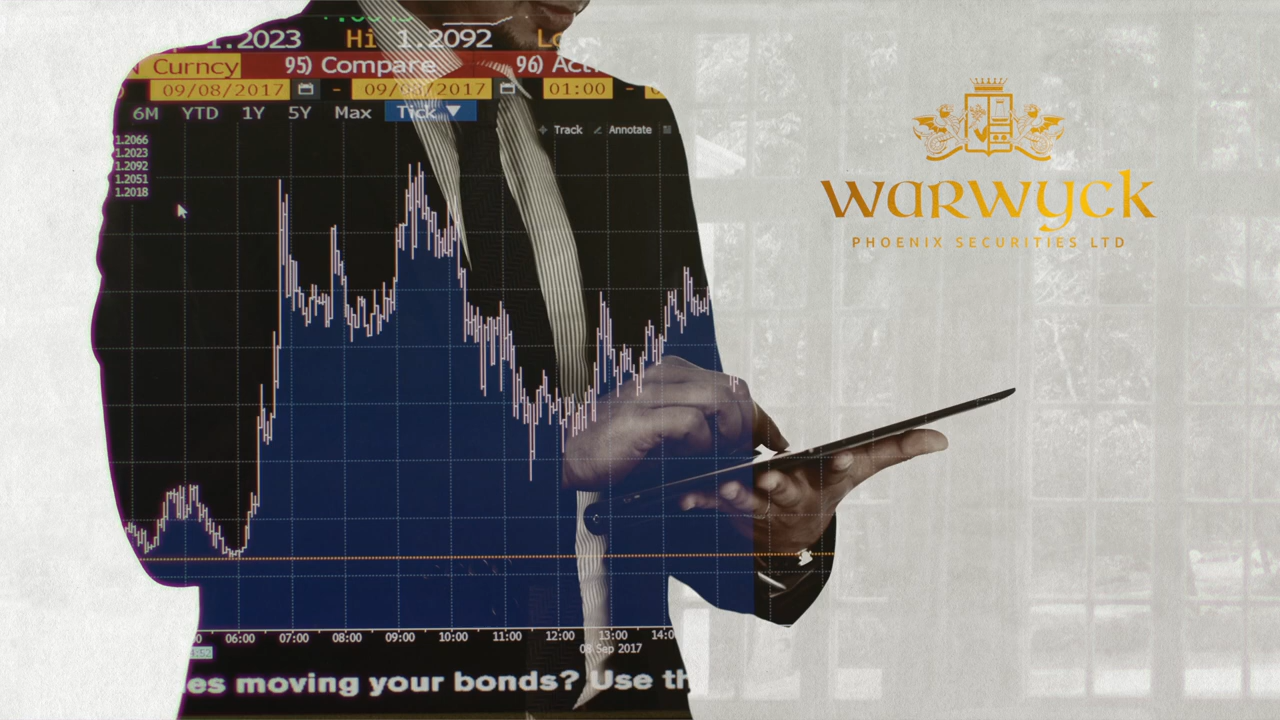 1.2023 Hi 1.2092
Curncy 95) Compare 96)
09/08/2017 - 09/08/2017 01:00 -
6M YTD 1Y 5Y Max Tick
Track Annotate
1.2066
1.2023
1.2092
1.2051
1.2018
WARWYCK
PHOENIX SECURITIES LTD
06:00 07:00 08:00 09:00 10:00 11:00 12:00 13:00 14:0
08 Sep 2017
es moving your bonds? Use th